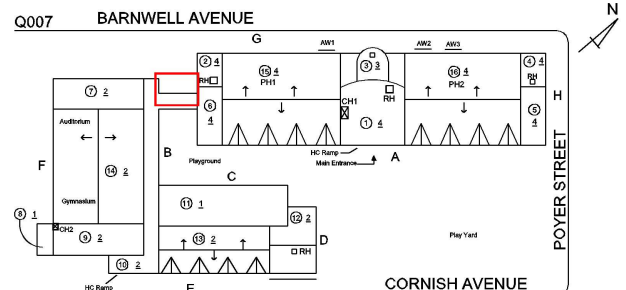 Q007 BARNWELL AVENUE
N
G
AW1 AW2 AW3
2 4
3 3
4 4
RH
15 4
PH1
16 4
PH2
RH
RH
7 2
6
4
CH1
1 4
5
4
H
Auditorium
B
Playground
HC Ramp
Main Entrance
A
F
14 2
C
Gymnasium
11 1
8 1
12 2
CH2
9 2
13 2
D
RH
Play Yard
POYER STREET
10 2
HC Ramp
E
CORNISH AVENUE